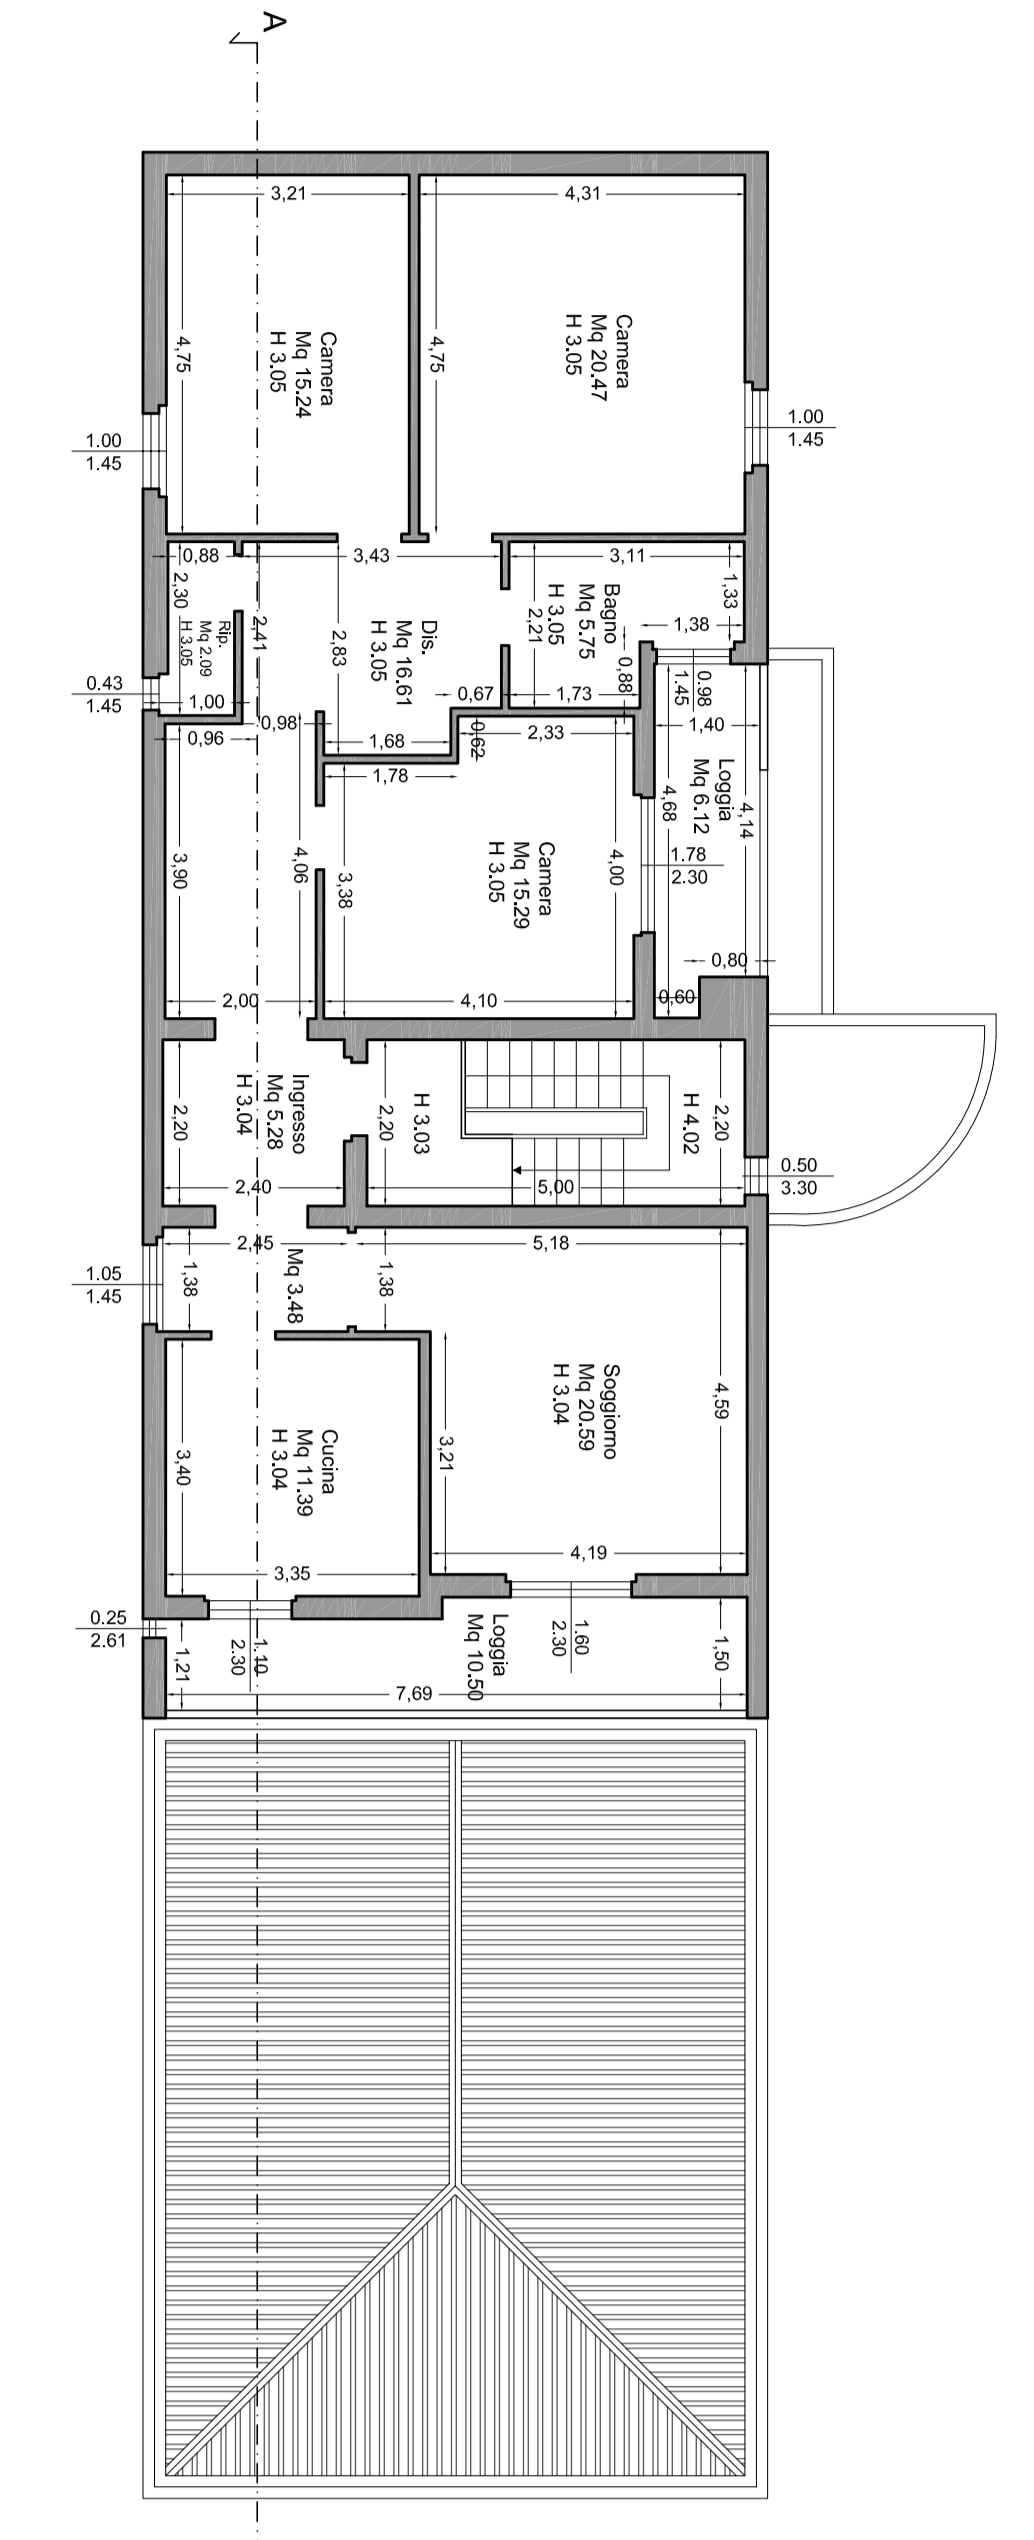 A
3,21
4,31
4,75
4,75
Camera
Mq 15.24
H 3.05
Camera
Mq 20.47
H 3.05
1.00
1.45
1.00
1.45
0,88
3,43
3,11
2,30
2,41
2,83
2,21
1,33
Rip.
Mq 2.09
H 3.05
Dis.
Mq 16.61
H 3.05
Bagno
Mq 5.75
H 3.05
1,38
0,88
0.98
1.45
0.43
1.45
1,00
0,67
1,73
0,96
0,98
1,68
0,62
2,33
1,40
1,78
Loggia
Mq 6.12
4,68
4,14
3,90
4,06
3,38
4,00
Camera
Mq 15.29
H 3.05
1.78
2.30
0,80
0,60
2,00
4,10
2,20
Ingresso
Mq 5.28
H 3.04
2,20
H 3.03
H 4.02
2,20
0.50
3.30
2,40
5,00
2,45
5,18
1,38
Mq 3.48
1,38
1.05
1.45
Soggiorno
Mq 20.59
H 3.04
4,59
3,21
3,40
Cucina
Mq 11.39
H 3.04
4,19
3,35
0.25
2.61
1,21
1.10
2.30
Loggia
Mq 10.50
1.60
2.30
1,50
7,69